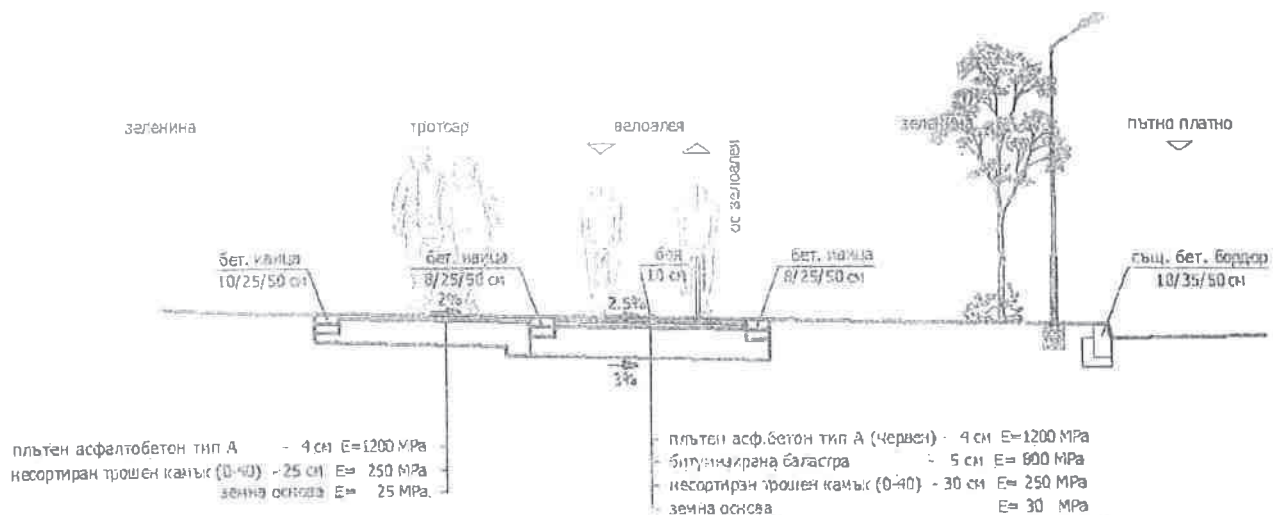 зеленина
тротоар
велоалея
зеленина
пътно платно
ос велоалея
бет. ивица
10/25/50 см
бет. ивица
8/25/50 см
боя
(10 см)
бет. ивица
8/25/50 см
същ. бет. бордюр
18/35/50 см
2%
2.5%
3%
плътен асфалтобетон тип А - 4 см E=1200 MPa
несортиран трошен камък (0-40) - 25 см E= 250 MPa
земна основа E= 25 MPa
плътен асф.бетон тип А (червен) - 4 см E=1200 MPa
битумизирана баластра - 5 см E= 800 MPa
несортиран трошен камък (0-40) - 30 см E= 250 MPa
земна основа E= 30 MPa